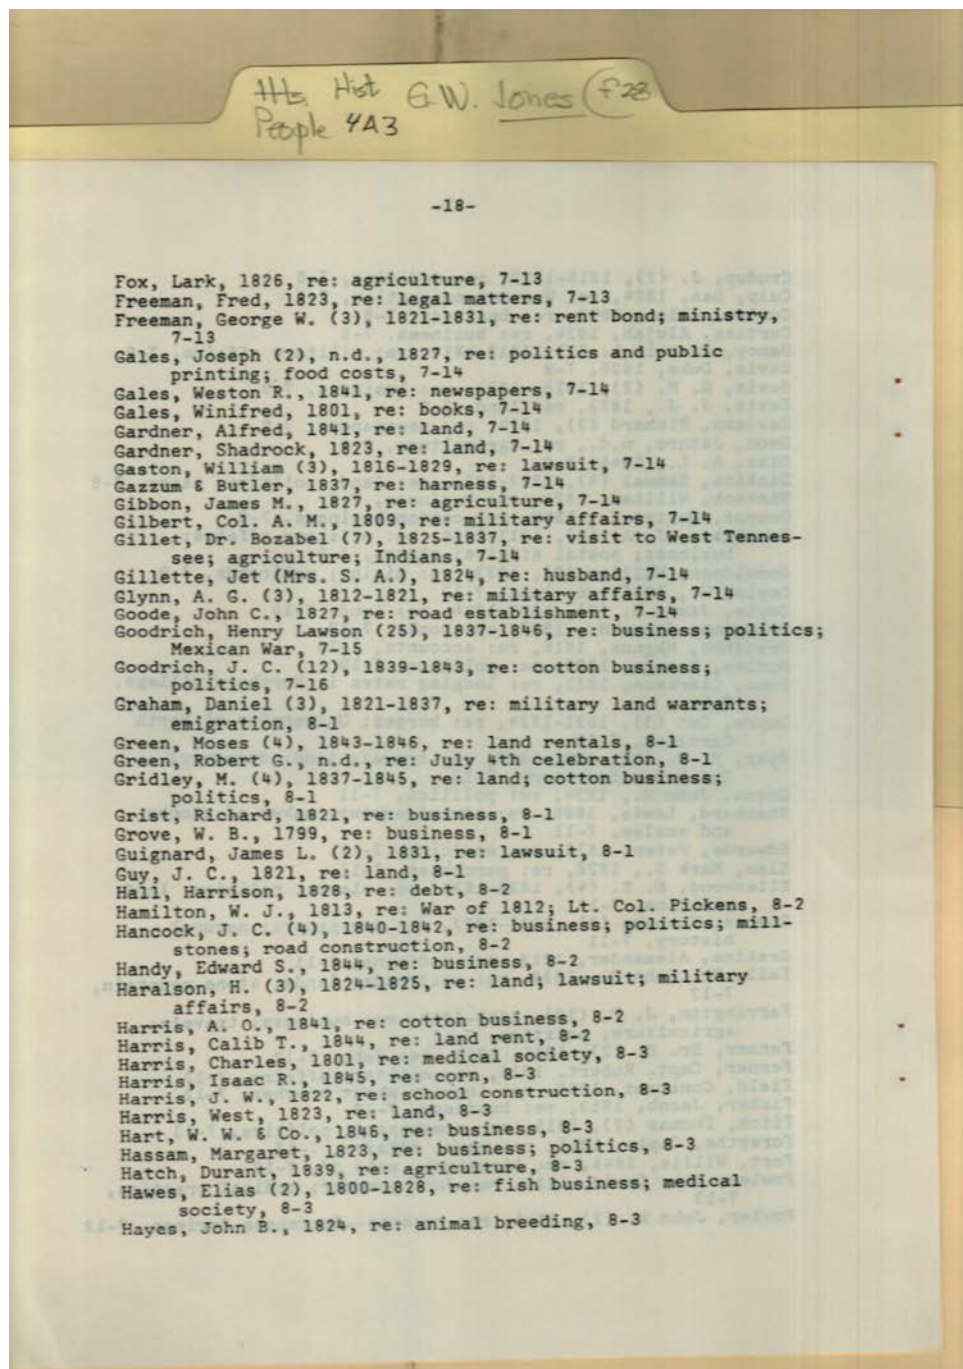 Hts. Hist G.W. Jones (f28
People 4A3
-18-
Fox, Lark, 1826, re: agriculture, 7-13
Freeman, Fred, 1823, re: legal matters, 7-13
Freeman, George W. (3), 1821-1831, re: rent bond; ministry,
7-13
Gales, Joseph (2), n.d., 1827, re: politics and public
printing; food costs, 7-14
Gales, Weston R., 1841, re: newspapers, 7-14
Gales, Winifred, 1801, re: books, 7-14
Gardner, Alfred, 1841, re: land, 7-14
Gardner, Shadrock, 1823, re: land, 7-14
Gaston, William (3), 1816-1829, re: lawsuit, 7-14
Gazzum & Butler, 1837, re: harness, 7-14
Gibbon, James M., 1827, re: agriculture, 7-14
Gilbert, Col. A. M., 1809, re: military affairs, 7-14
Gillet, Dr. Bozabel (7), 1825-1837, re: visit to West Tennes-
see; agriculture; Indians, 7-14
Gillette, Jet (Mrs. S. A.), 1824, re: husband, 7-14
Glynn, A. G. (3), 1812-1821, re: military affairs, 7-14
Goode, John C., 1827, re: road establishment, 7-14
Goodrich, Henry Lawson (25), 1837-1846, re: business; politics;
Mexican War, 7-15
Goodrich, J. C. (12), 1839-1843, re: cotton business;
politics, 7-16
Graham, Daniel (3), 1821-1837, re: military land warrants;
emigration, 8-1
Green, Moses (4), 1843-1846, re: land rentals, 8-1
Green, Robert G., n.d., re: July 4th celebration, 8-1
Gridley, M. (4), 1837-1845, re: land; cotton business;
politics, 8-1
Grist, Richard, 1821, re: business, 8-1
Grove, W. B., 1799, re: business, 8-1
Guignard, James L. (2), 1831, re: lawsuit, 8-1
Guy, J. C., 1821, re: land, 8-1
Hall, Harrison, 1828, re: debt, 8-2
Hamilton, W. J., 1813, re: War of 1812; Lt. Col. Pickens, 8-2
Hancock, J. C. (4), 1840-1842, re: business; politics; mill-
stones; road construction, 8-2
Handy, Edward S., 1844, re: business, 8-2
Haralson, H. (3), 1824-1825, re: land; lawsuit; military
affairs, 8-2
Harris, A. O., 1841, re: cotton business, 8-2
Harris, Calib T., 1844, re: land rent, 8-2
Harris, Charles, 1801, re: medical society, 8-3
Harris, Isaac R., 1845, re: corn, 8-3
Harris, J. W., 1822, re: school construction, 8-3
Harris, West, 1823, re: land, 8-3
Hart, W. W. & Co., 1846, re: business, 8-3
Hassam, Margaret, 1823, re: business; politics, 8-3
Hatch, Durant, 1839, re: agriculture, 8-3
Hawes, Elias (2), 1800-1828, re: fish business; medical
society, 8-3
Hayes, John B., 1824, re: animal breeding, 8-3